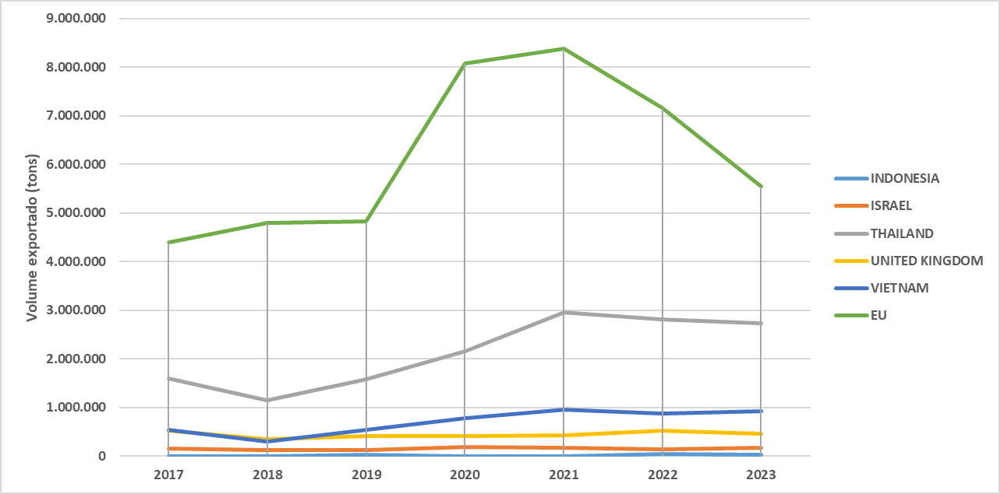 9.000.000
8.000.000
7.000.000
6.000.000
5.000.000
4.000.000
3.000.000
2.000.000
1.000.000
0
Volume exportado (tons)
2017 2018 2019 2020 2021 2022 2023
INDONESIA
ISRAEL
THAILAND
UNITED KINGDOM
VIETNAM
EU